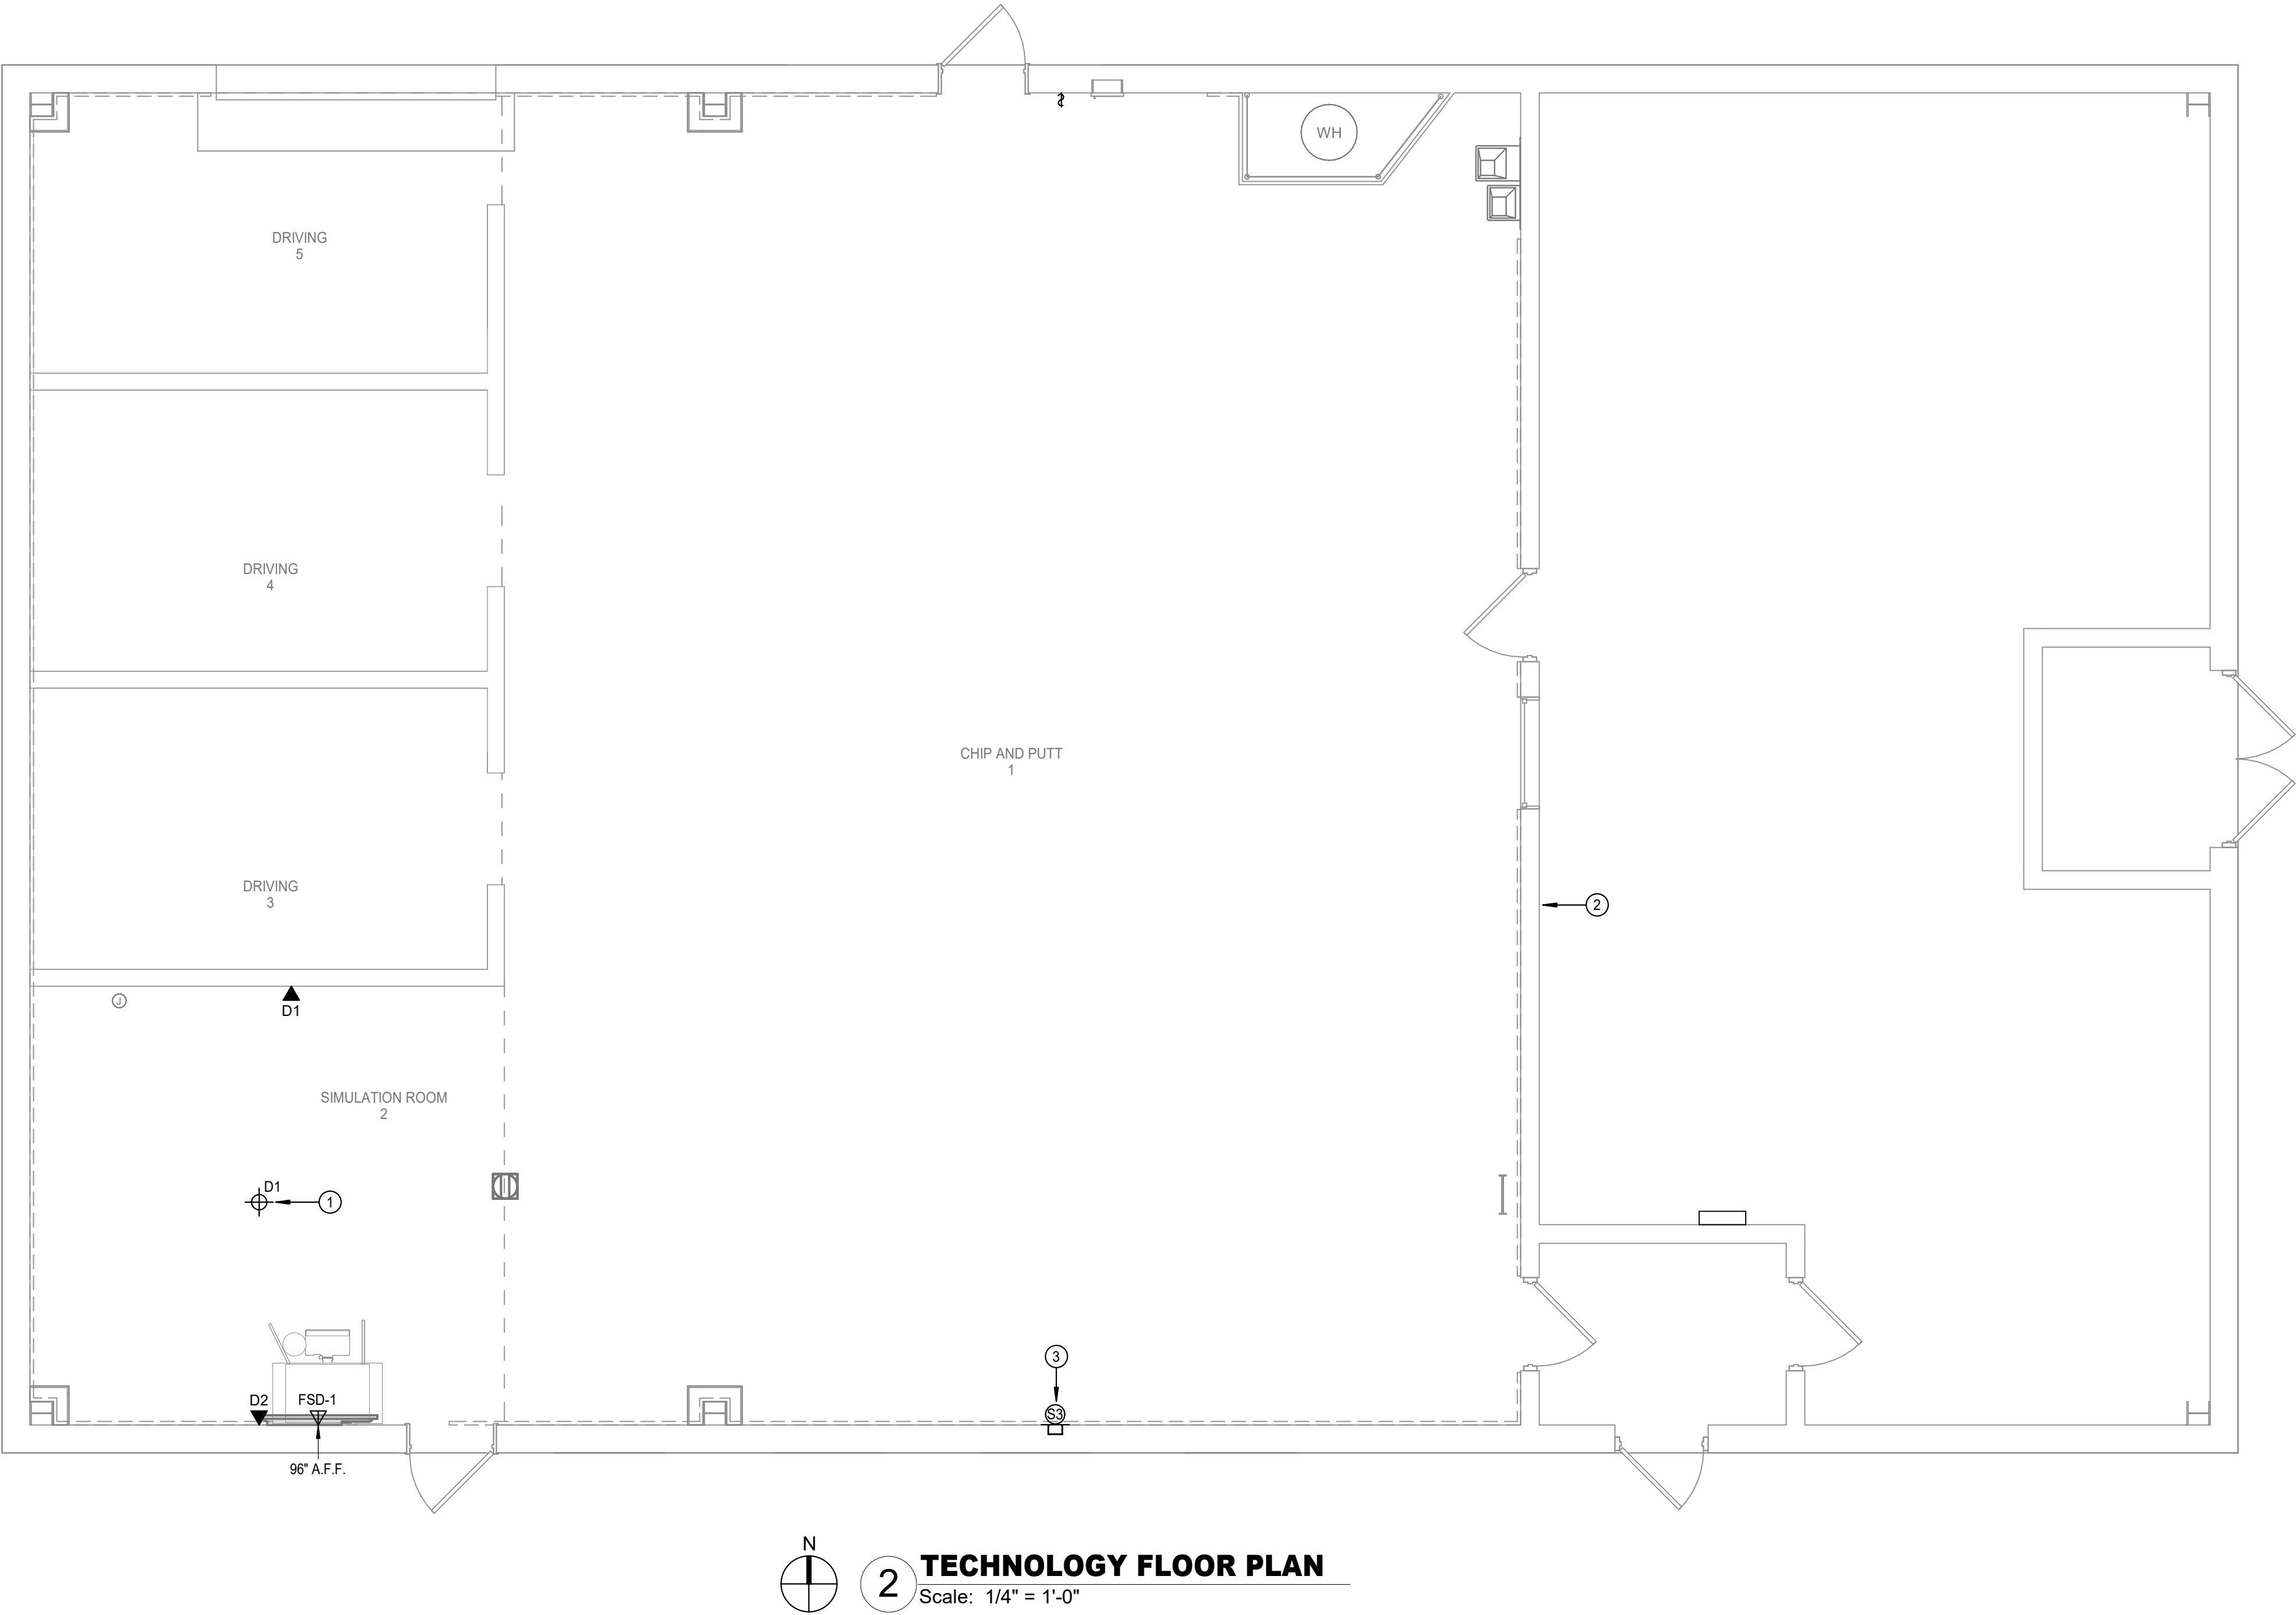 WH
DRIVING
5
DRIVING
4
CHIP AND PUTT
1
DRIVING
3
2
J
D1
SIMULATION ROOM
2
D1
1
3
D2
FSD-1
S3
96" A.F.F.
N
2
TECHNOLOGY FLOOR PLAN
Scale: 1/4" = 1'-0"